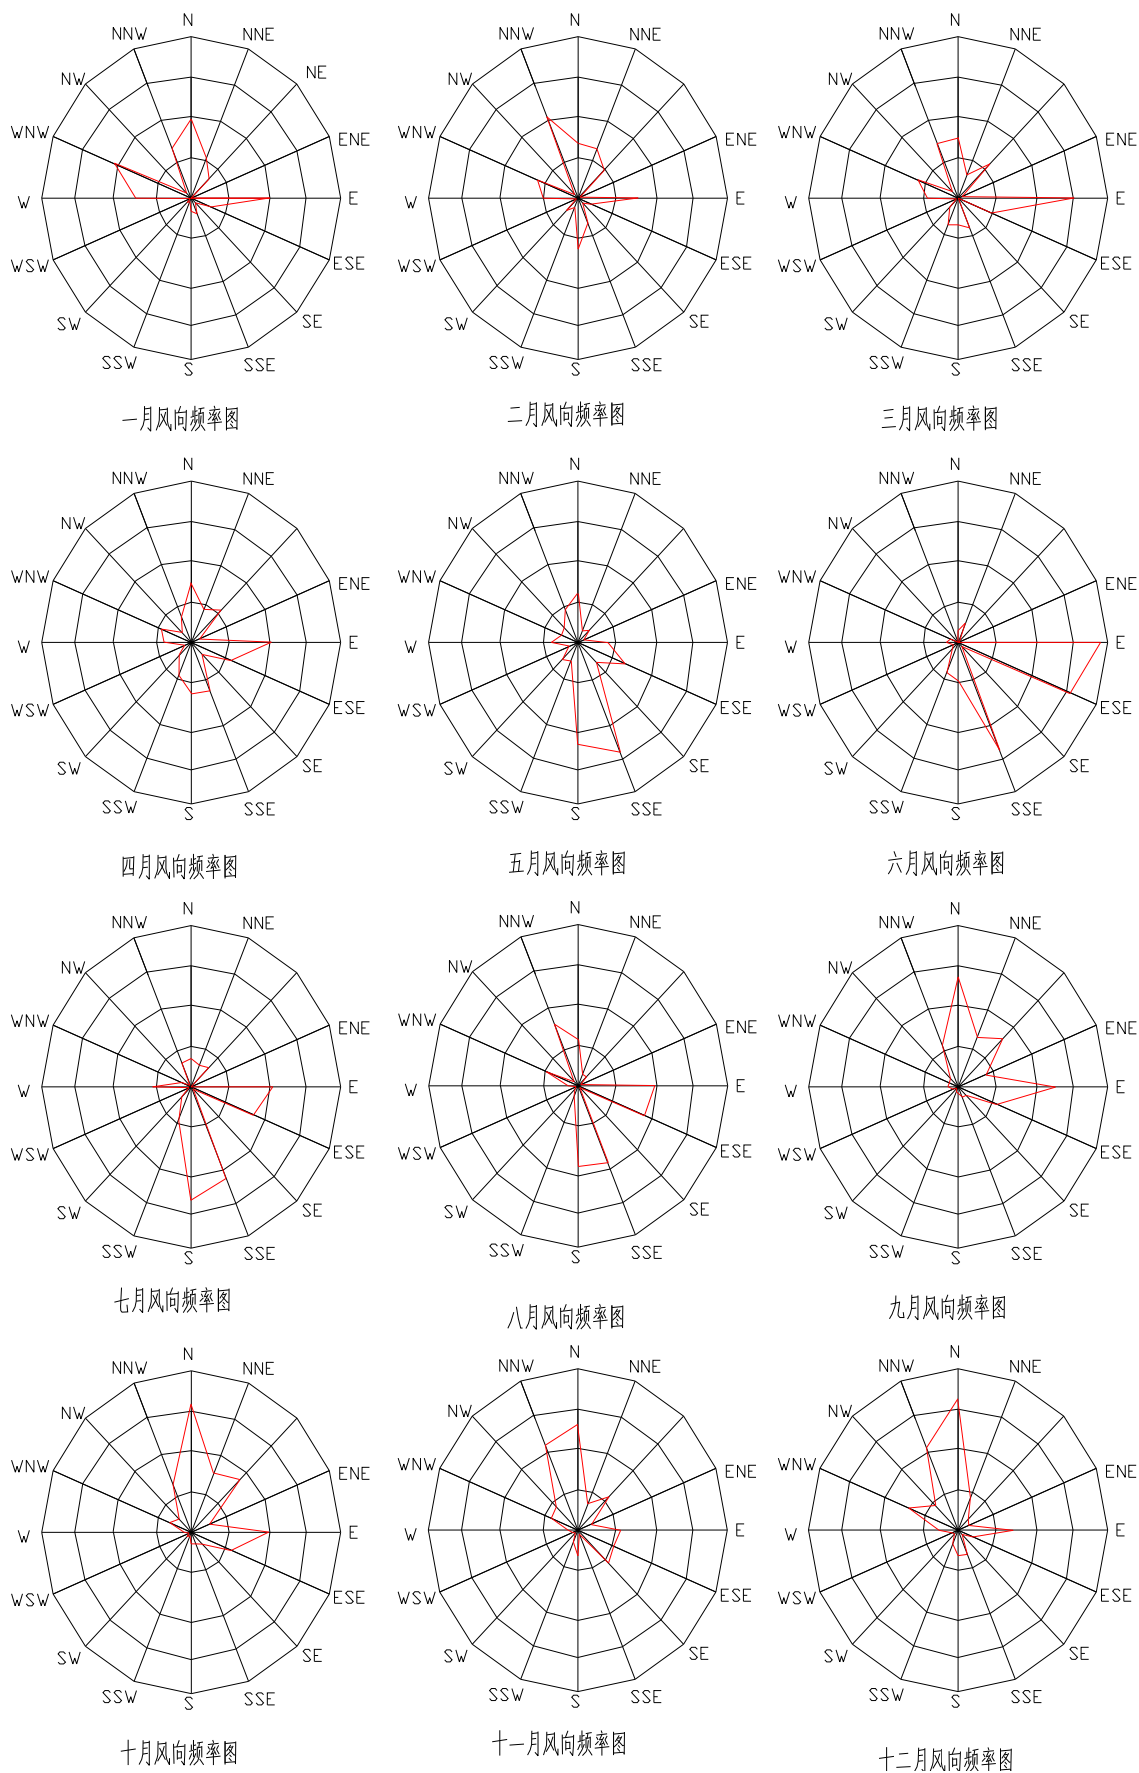 N N N
NNW NNE NNW NNE NNW NNE
NW NE NW NW
WNW ENE WNW ENE WNW ENE
W E W E W E
WSW ESE WSW ESE WSW ESE
SW SE SW SE SW SE
SSW SSE SSW SSE SSW SSE
S S S
一月风向频率图 二月风向频率图 三月风向频率图
N N N
NNW NNE NNW NNE NNW NNE
NW NW NW
WNW ENE WNW ENE WNW ENE
W E W E W E
WSW ESE WSW ESE WSW ESE
SW SE SW SE SW SE
SSW SSE SSW SSE SSW SSE
S S S
四月风向频率图 五月风向频率图 六月风向频率图
N N N
NNW NNE NNW NNE NNW NNE
NW NW NW
WNW ENE WNW ENE WNW ENE
W E W E W E
WSW ESE WSW ESE WSW ESE
SW SE SW SE SW SE
SSW SSE SSW SSE SSW SSE
S S S
七月风向频率图 八月风向频率图 九月风向频率图
N N N
NNW NNE NNW NNE NNW NNE
NW NW NW
WNW ENE WNW ENE WNW ENE
W E W E W E
WSW ESE WSW ESE WSW ESE
SW SE SW SE SW SE
SSW SSE SSW SSE SSW SSE
S S S
十月风向频率图 十一月风向频率图 十二月风向频率图